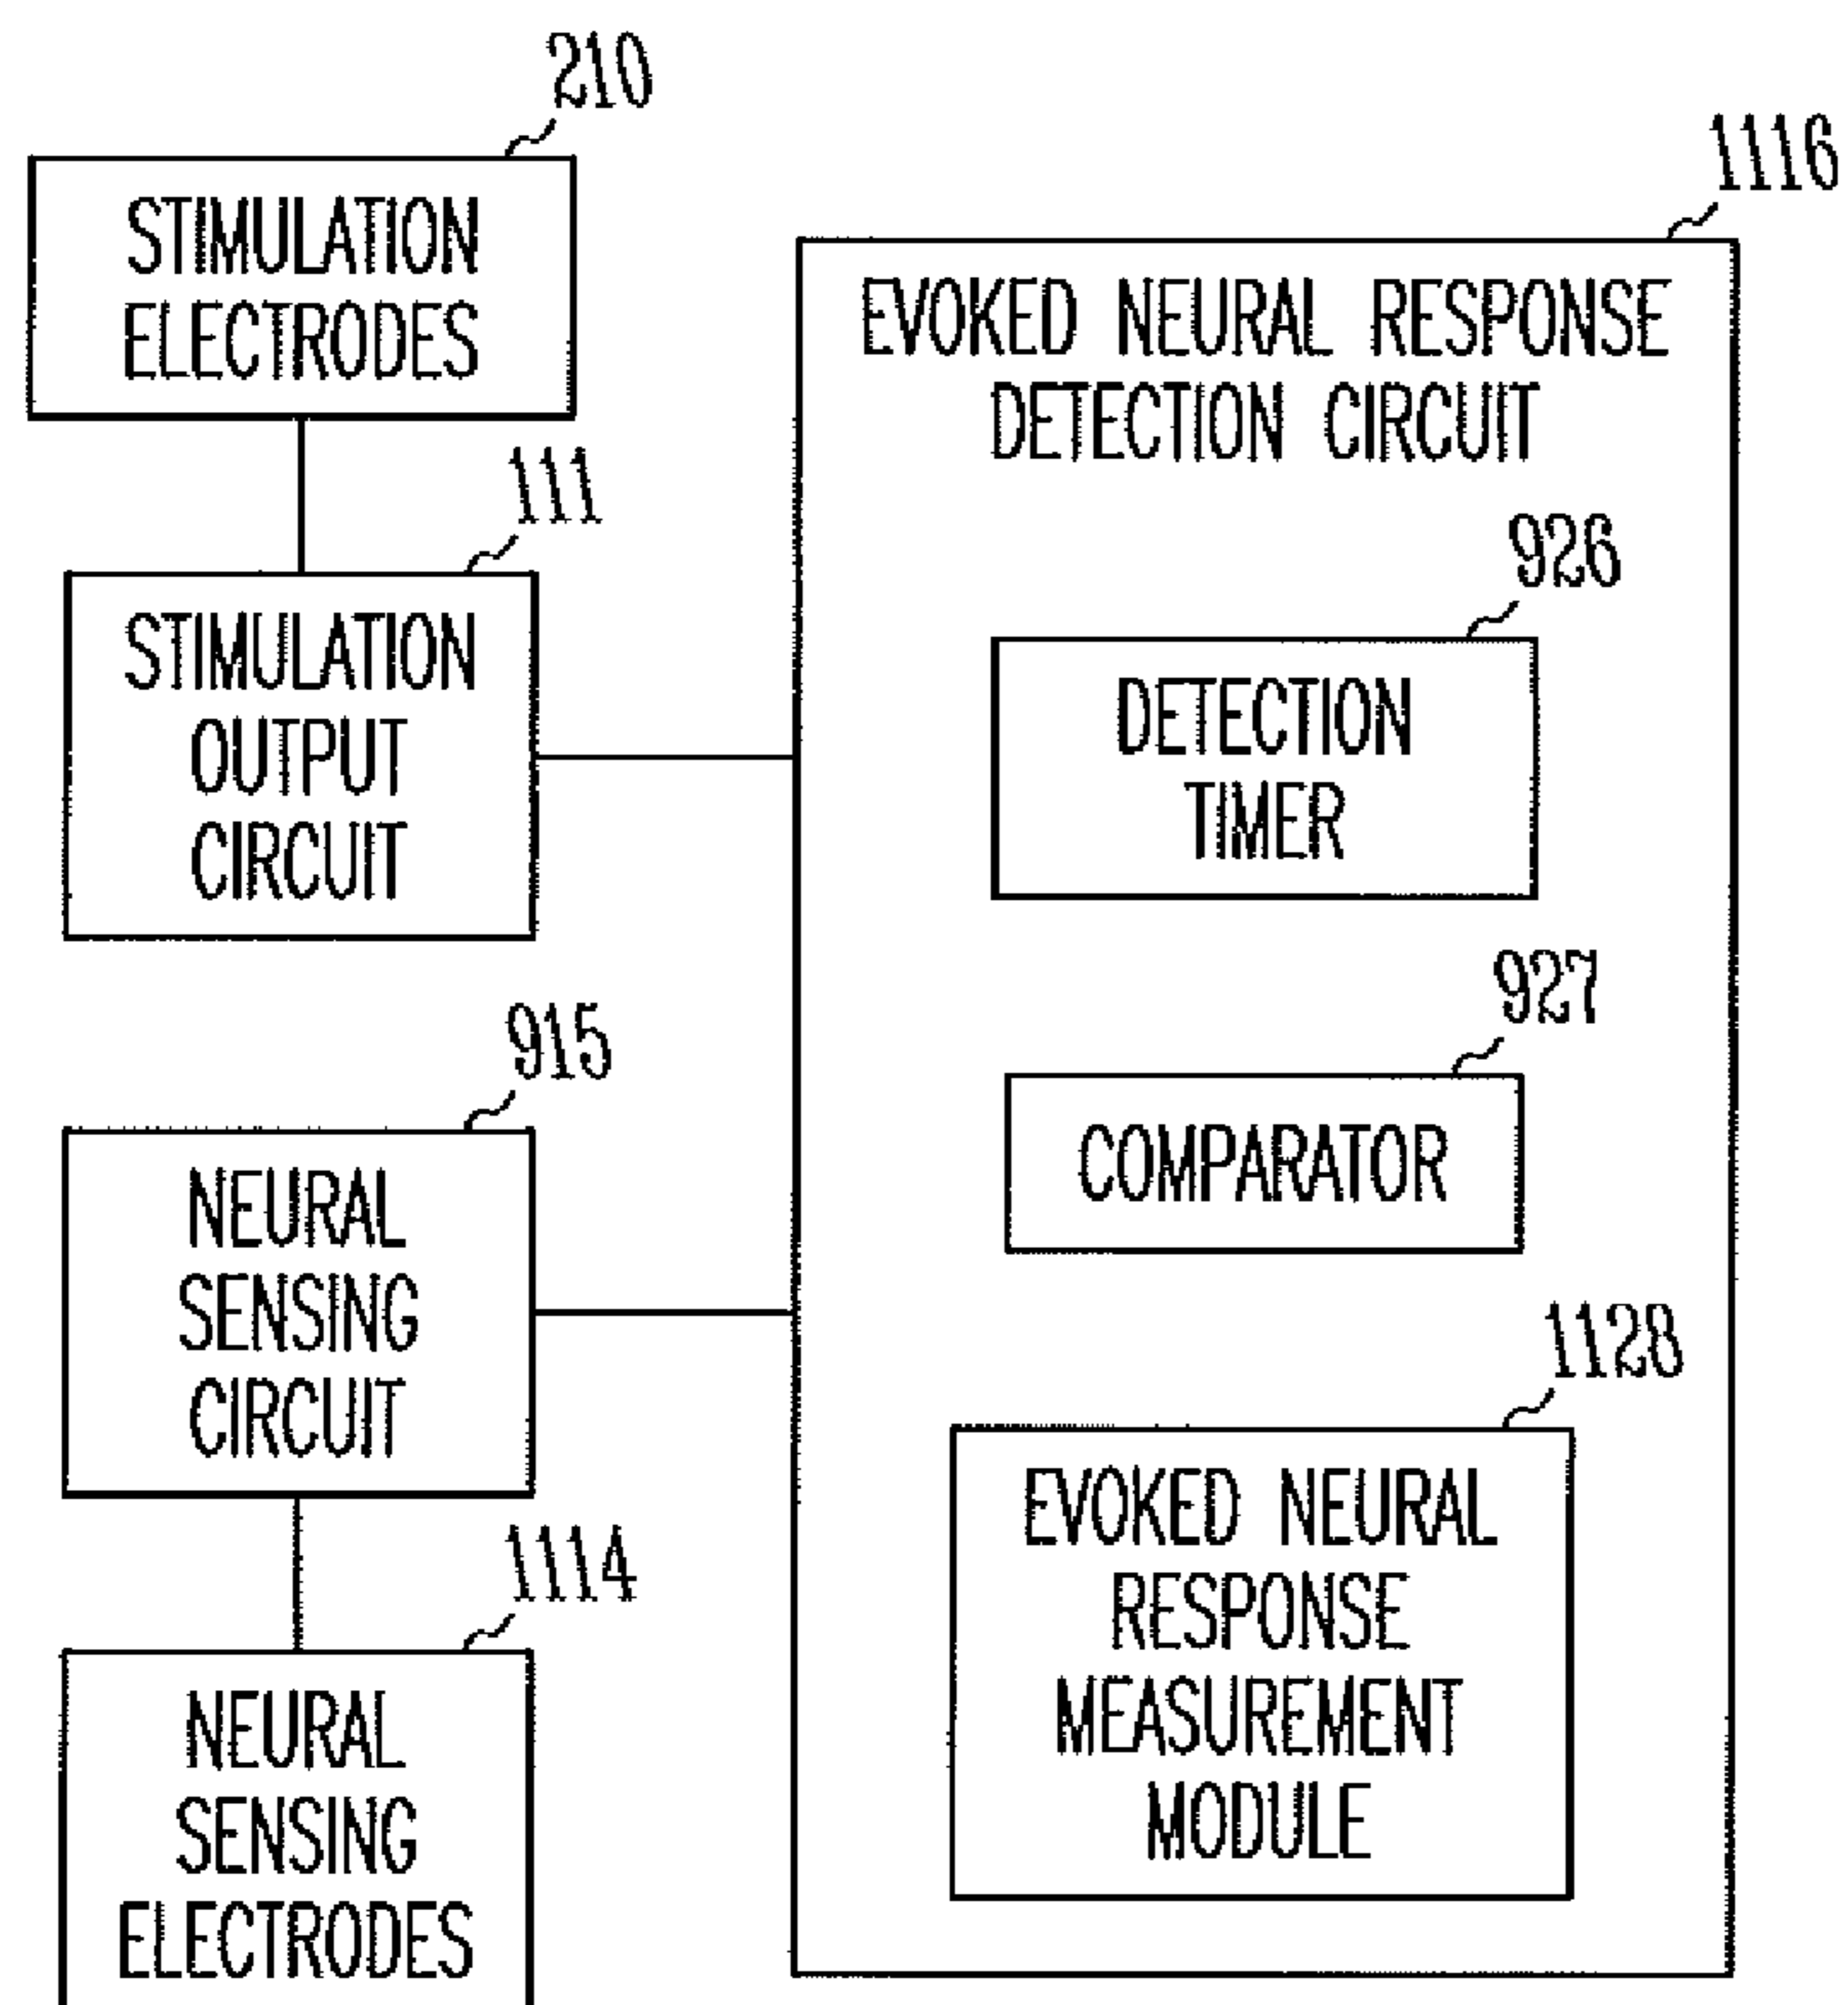 210
STIMULATION
ELECTRODES
111
STIMULATION
OUTPUT
CIRCUIT
915
NEURAL
SENSING
CIRCUIT
1114
NEURAL
SENSING
ELECTRODES
1116
EVOKED NEURAL RESPONSE
DETECTION CIRCUIT
926
DETECTION
TIMER
927
COMPARATOR
1128
EVOKED NEURAL
RESPONSE
MEASUREMENT
MODULE